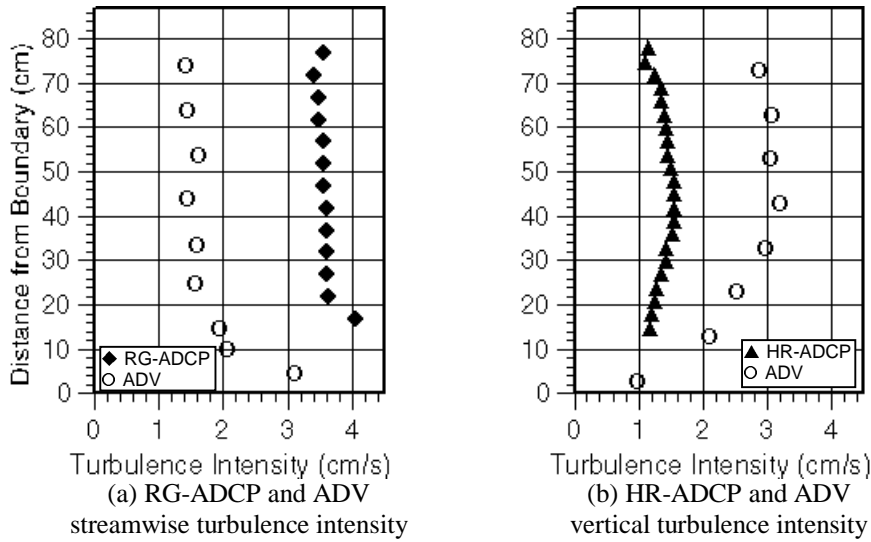 Distance from Boundary (cm)
80
70
60
50
40
30
20
10
0
0 1 2 3 4
RG-ADCP
ADV
Turbulence Intensity (cm/s)
(a) RG-ADCP and ADV
streamwise turbulence intensity
80
70
60
50
40
30
20
10
0
0 1 2 3 4
HR-ADCP
ADV
Turbulence Intensity (cm/s)
(b) HR-ADCP and ADV
vertical turbulence intensity